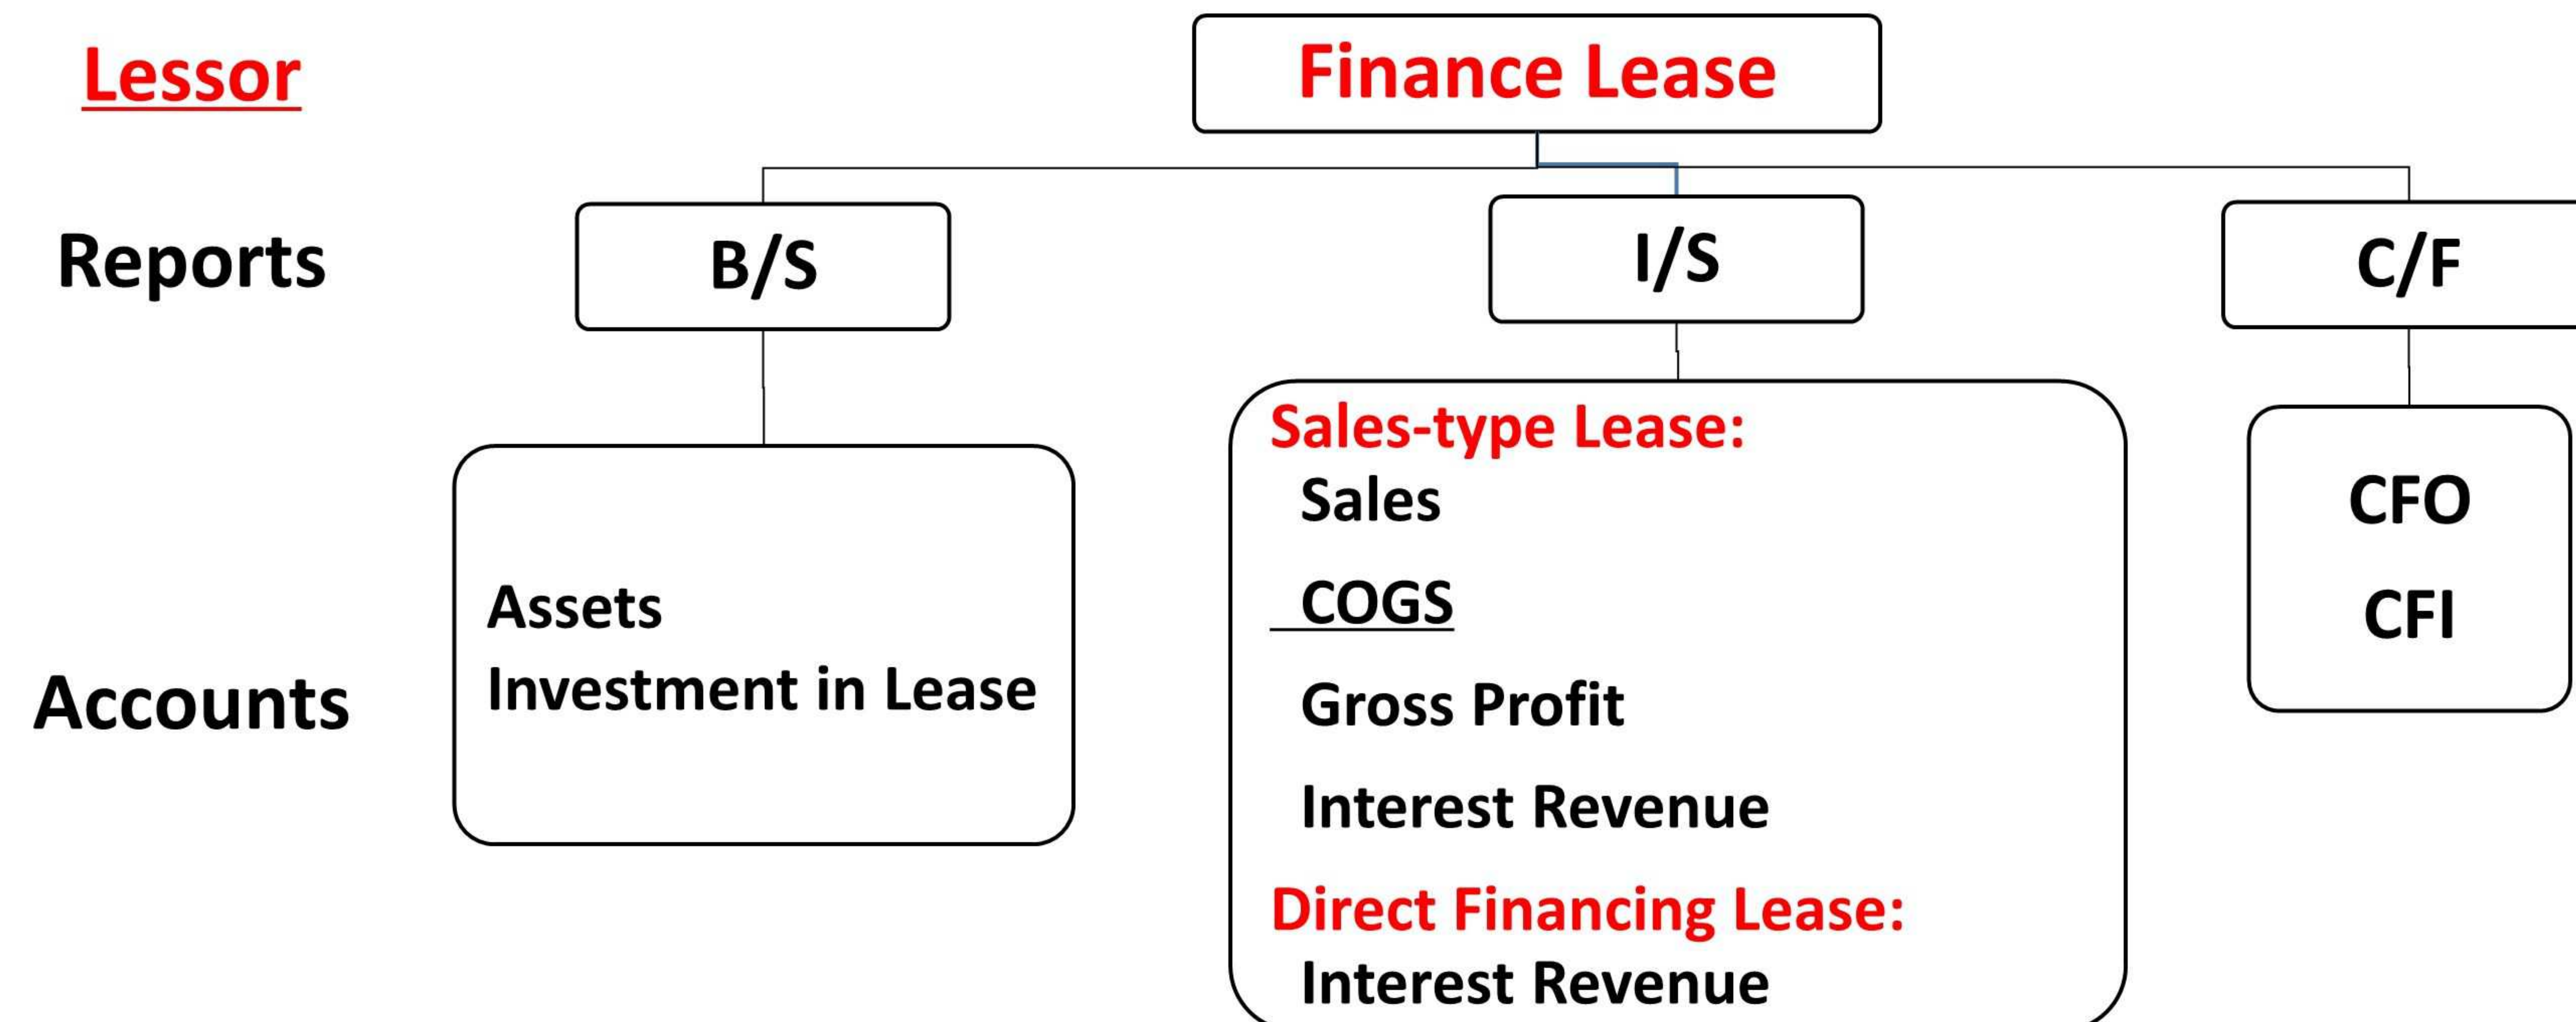 Lessor
Finance Lease
Reports
B/S
I/S
C/F
Accounts
Assets
Investment in Lease
Sales-type Lease:
Sales
COGS
Gross Profit
Interest Revenue
Direct Financing Lease:
Interest Revenue
CFO
CFI